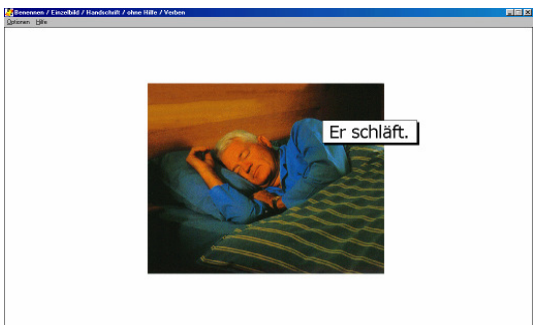 Benennen / Einzelbild / Handschrift / ohne Hilfe / Verben
Optionen Hilfe
Er schläft.